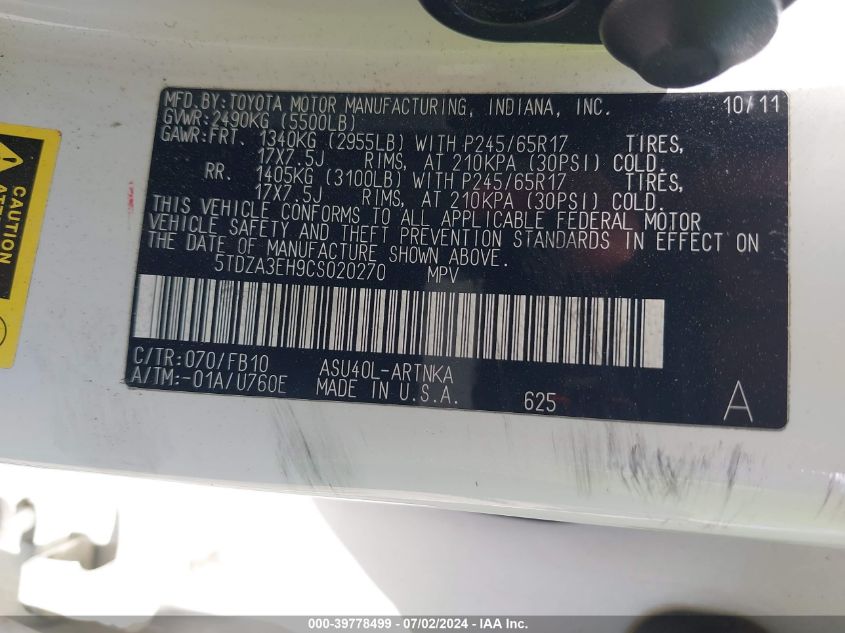 MFD.BY:TOYOTA MOTOR MANUFACTURING, INDIANA, INC. 10/11
GVWR:2490KG (5500LB)
GAWR:FRT. 1340KG (2955LB) WITH P245/65R17 TIRES,
17X7.5J RIMS, AT 210KPA (30PSI) COLD.
RR. 1405KG (3100LB) WITH P245/65R17 TIRES,
17X7.5J RIMS, AT 210KPA (30PSI) COLD.
THIS VEHICLE CONFORMS TO ALL APPLICABLE FEDERAL MOTOR
VEHICLE SAFETY AND THEFT PREVENTION STANDARDS IN EFFECT ON
THE DATE OF MANUFACTURE SHOWN ABOVE.
5TDZA3EH9CS020270 MPV
C/TR:070/FB10 ASU40L-ARTNKA
A/TM:-01A/U760E MADE IN U.S.A. 625 A
CAUTION
000-39778499 - 07/02/2024 - IAA Inc.